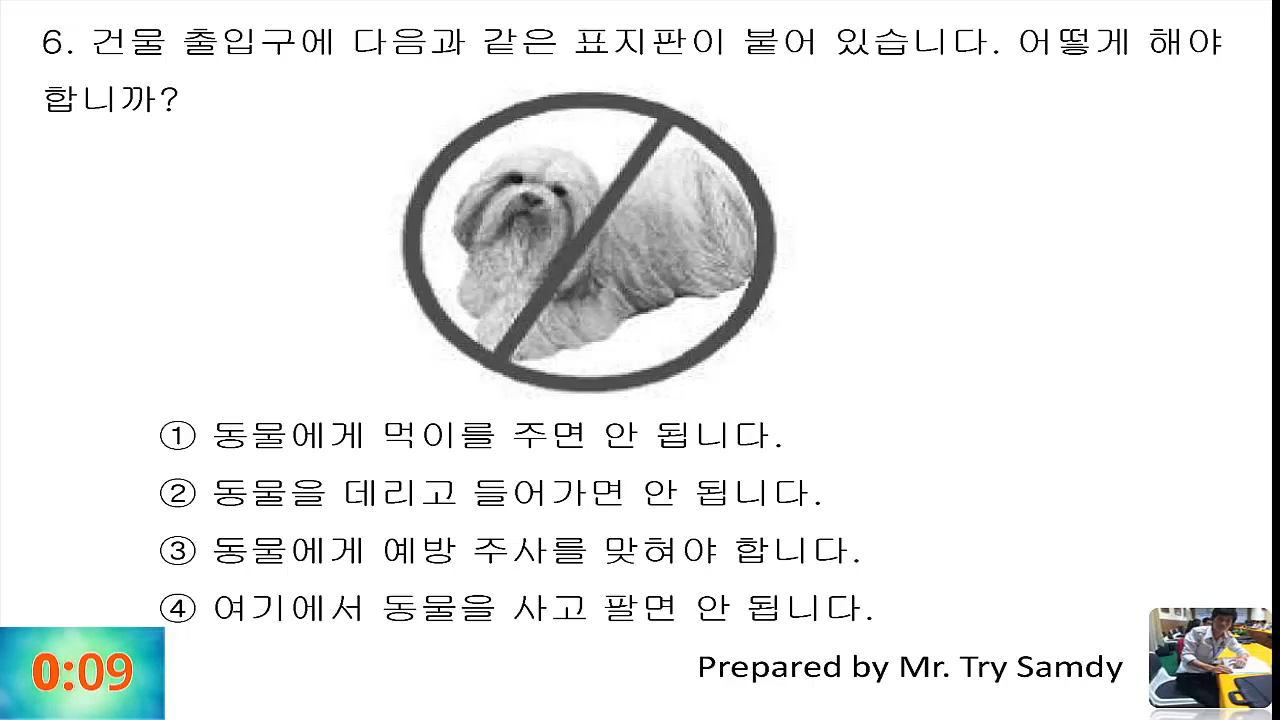 6. 건물 출입구에 다음과 같은 표지판이 붙어 있습니다. 어떻게 해야
합니까?
① 동물에게 먹이를 주면 안 됩니다.
② 동물을 데리고 들어가면 안 됩니다.
③ 동물에게 예방 주사를 맞혀야 합니다.
④ 여기에서 동물을 사고 팔면 안 됩니다.
0:09
Prepared by Mr. Try Samdy